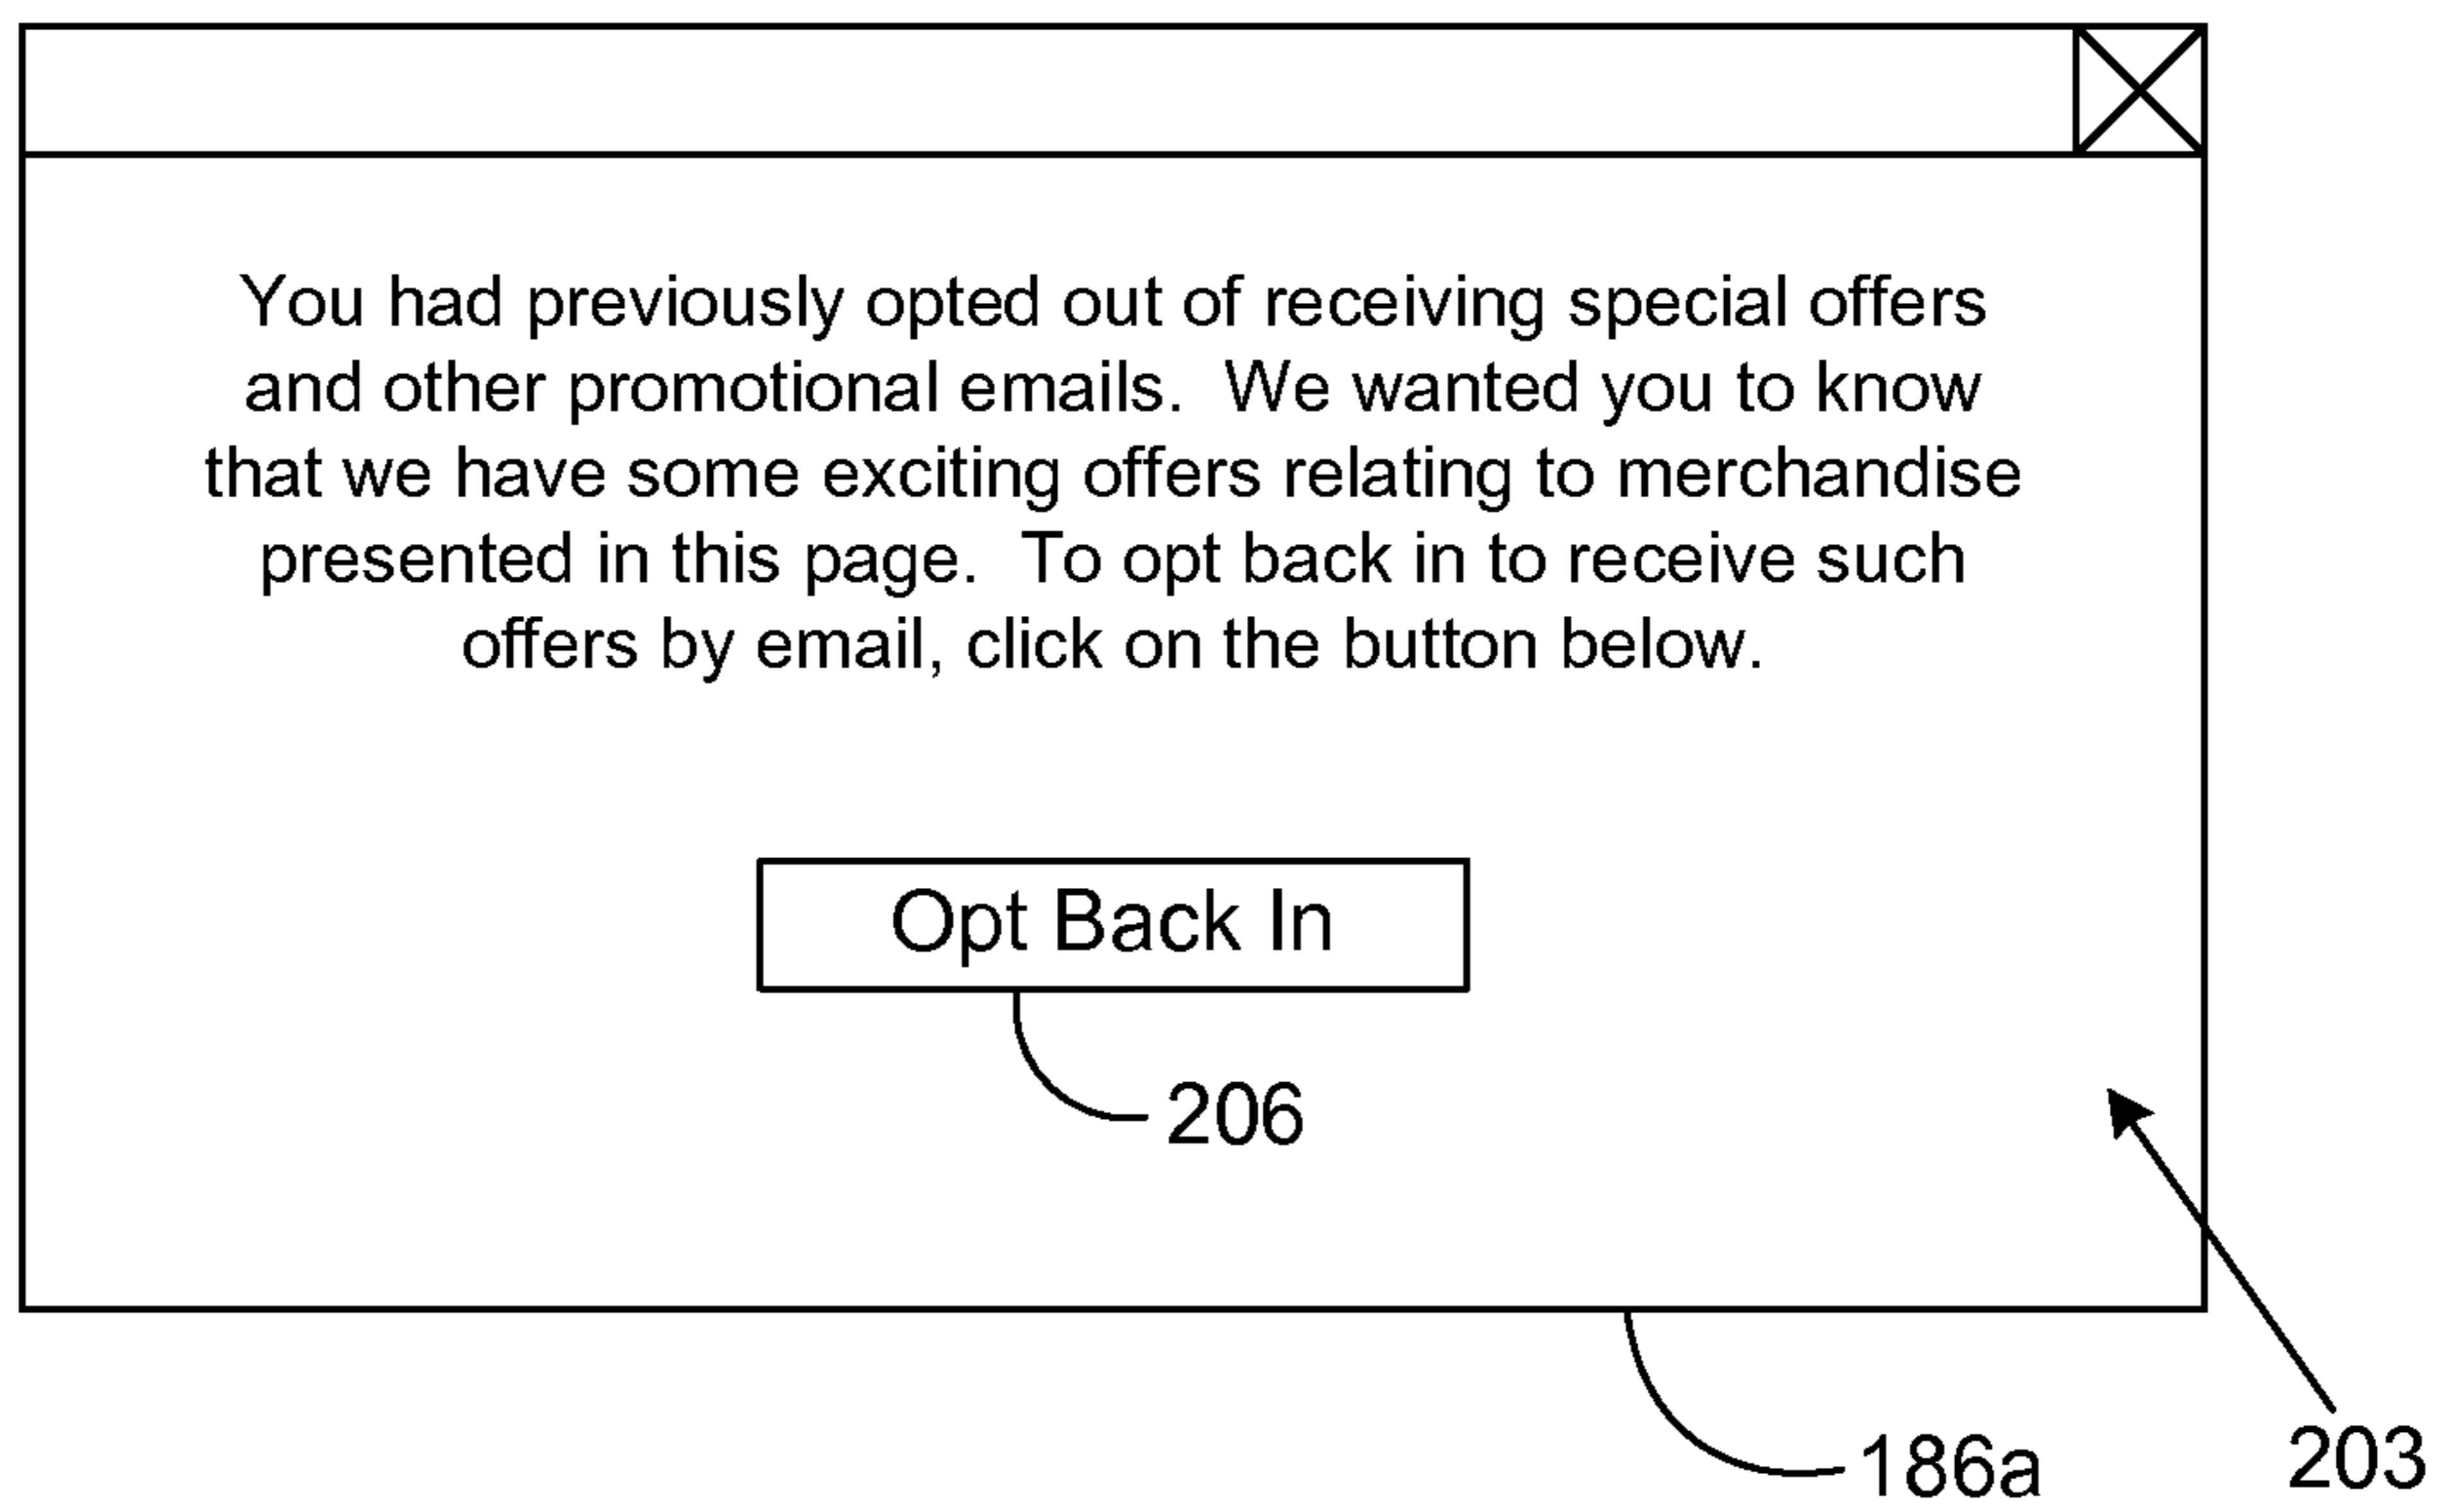 You had previously opted out of receiving special offers
and other promotional emails.  We wanted you to know
that we have some exciting offers relating to merchandise
presented in this page.  To opt back in to receive such
offers by email, click on the button below.
Opt Back In
206
186a
203